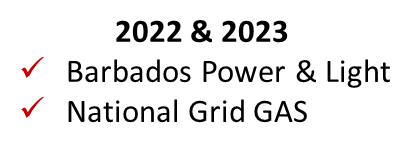 2022 & 2023
✓ Barbados Power & Light
✓ National Grid GAS